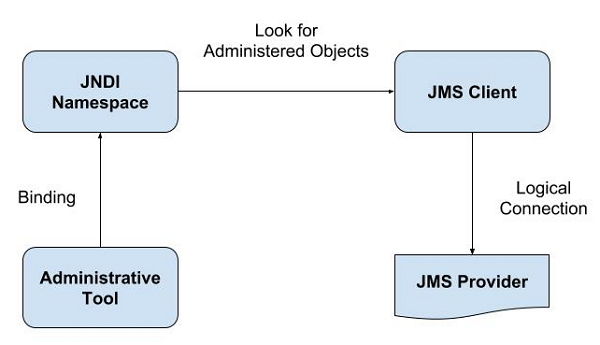 Look for
Administered Objects
JNDI
Namespace
JMS Client
Binding
Logical
Connection
Administrative
Tool
JMS Provider